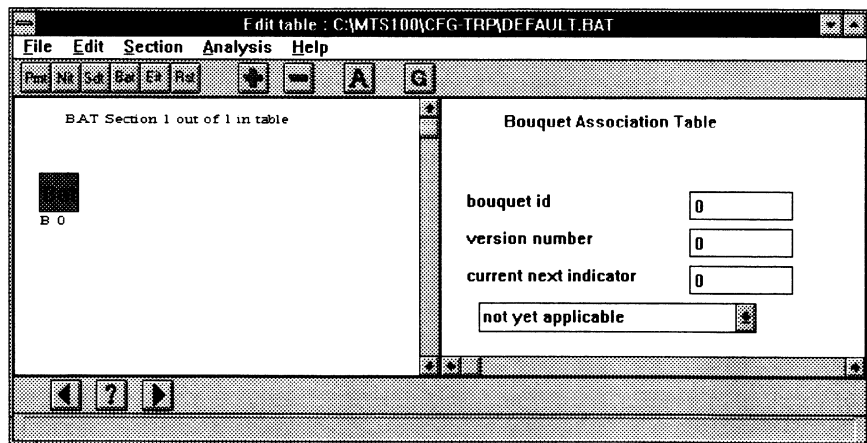 Edit table : C:\MTS100\CFG-TRP\DEFAULT.BAT
File Edit Section Analysis Help
Pmt Nit Sdt Bat Eit Rst + - A G
BAT Section 1 out of 1 in table
B 0
Bouquet Association Table
bouquet id 0
version number 0
current next indicator 0
not yet applicable
?